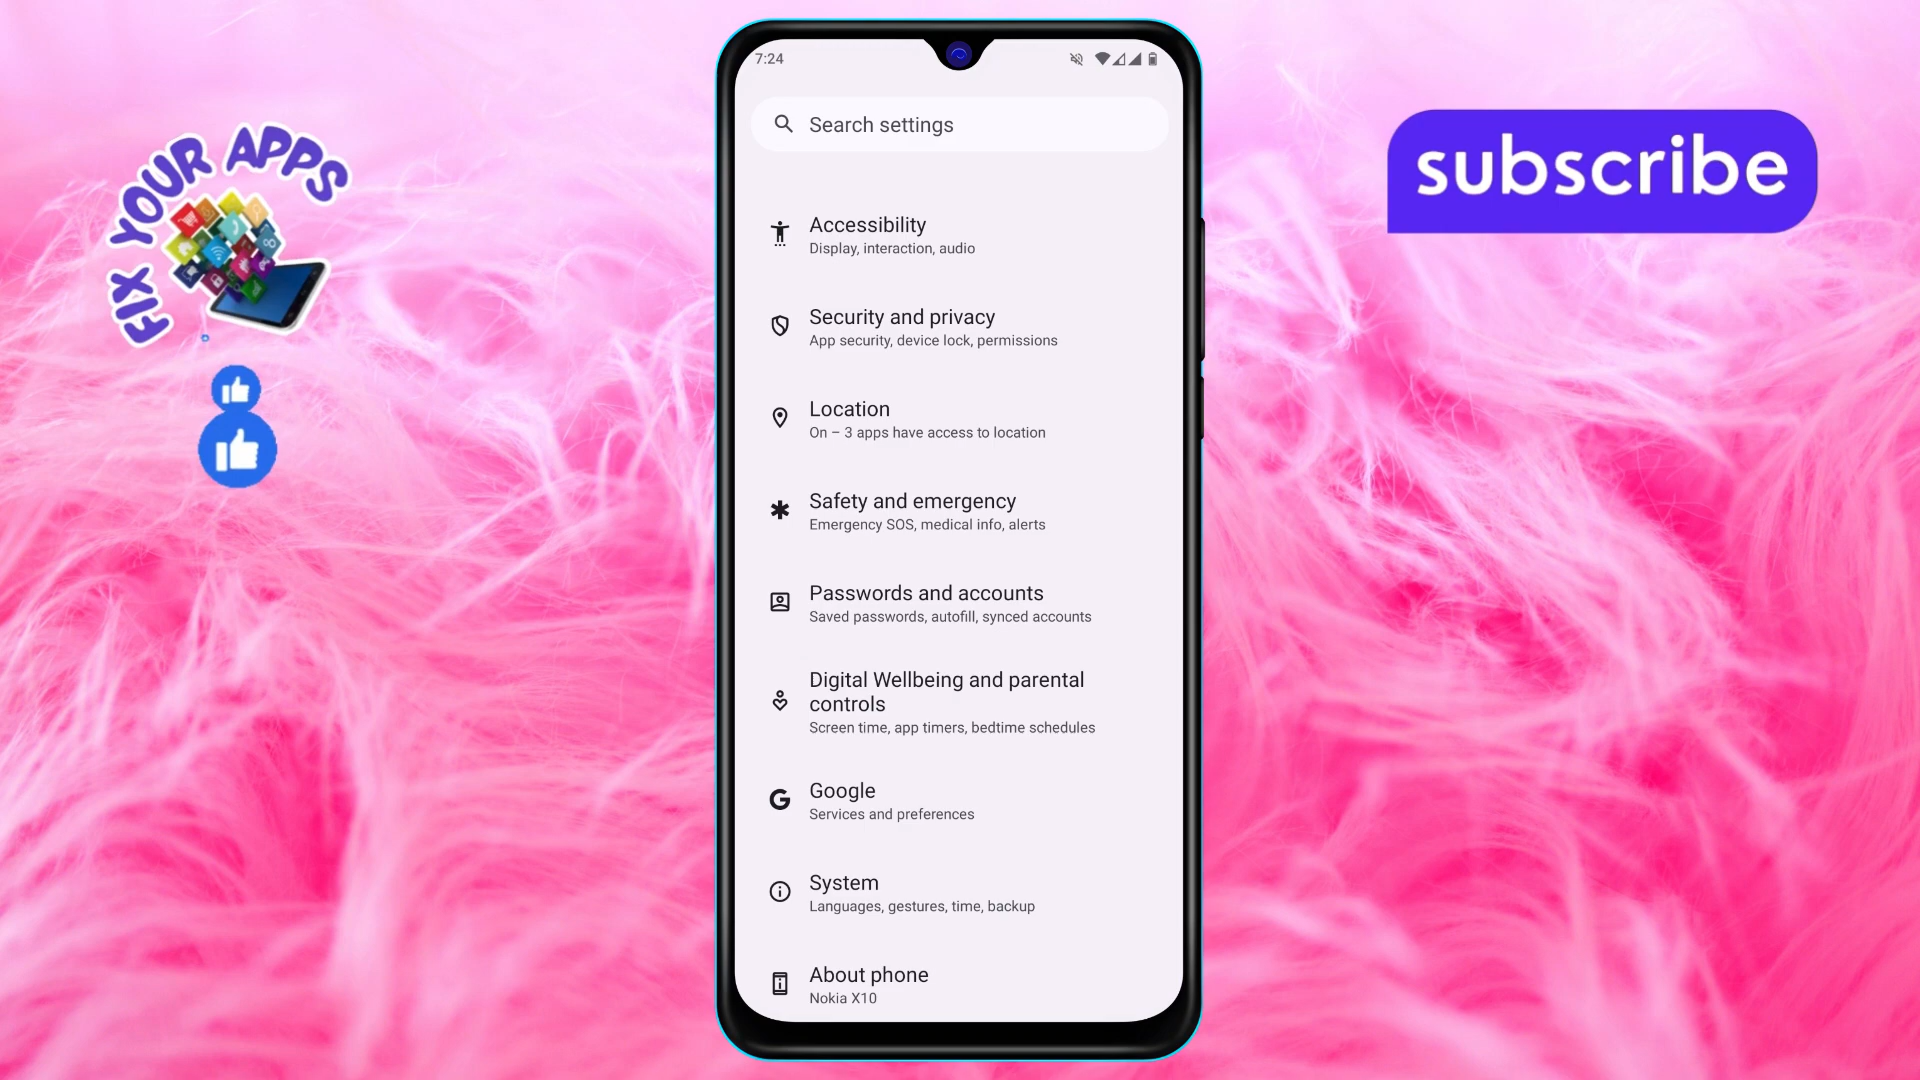 FIX YOUR APPS
7:24
Search settings
Accessibility
Display, interaction, audio
Security and privacy
App security, device lock, permissions
Location
On – 3 apps have access to location
Safety and emergency
Emergency SOS, medical info, alerts
Passwords and accounts
Saved passwords, autofill, synced accounts
Digital Wellbeing and parental
controls
Screen time, app timers, bedtime schedules
Google
Services and preferences
System
Languages, gestures, time, backup
About phone
Nokia X10
subscribe